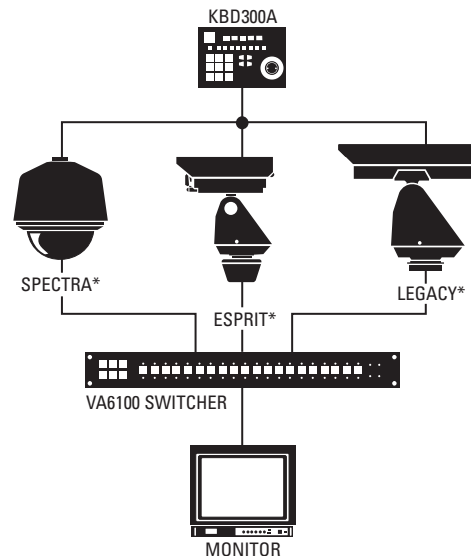 KBD300A
SPECTRA*
ESPRIT*
LEGACY*
VA6100 SWITCHER
MONITOR